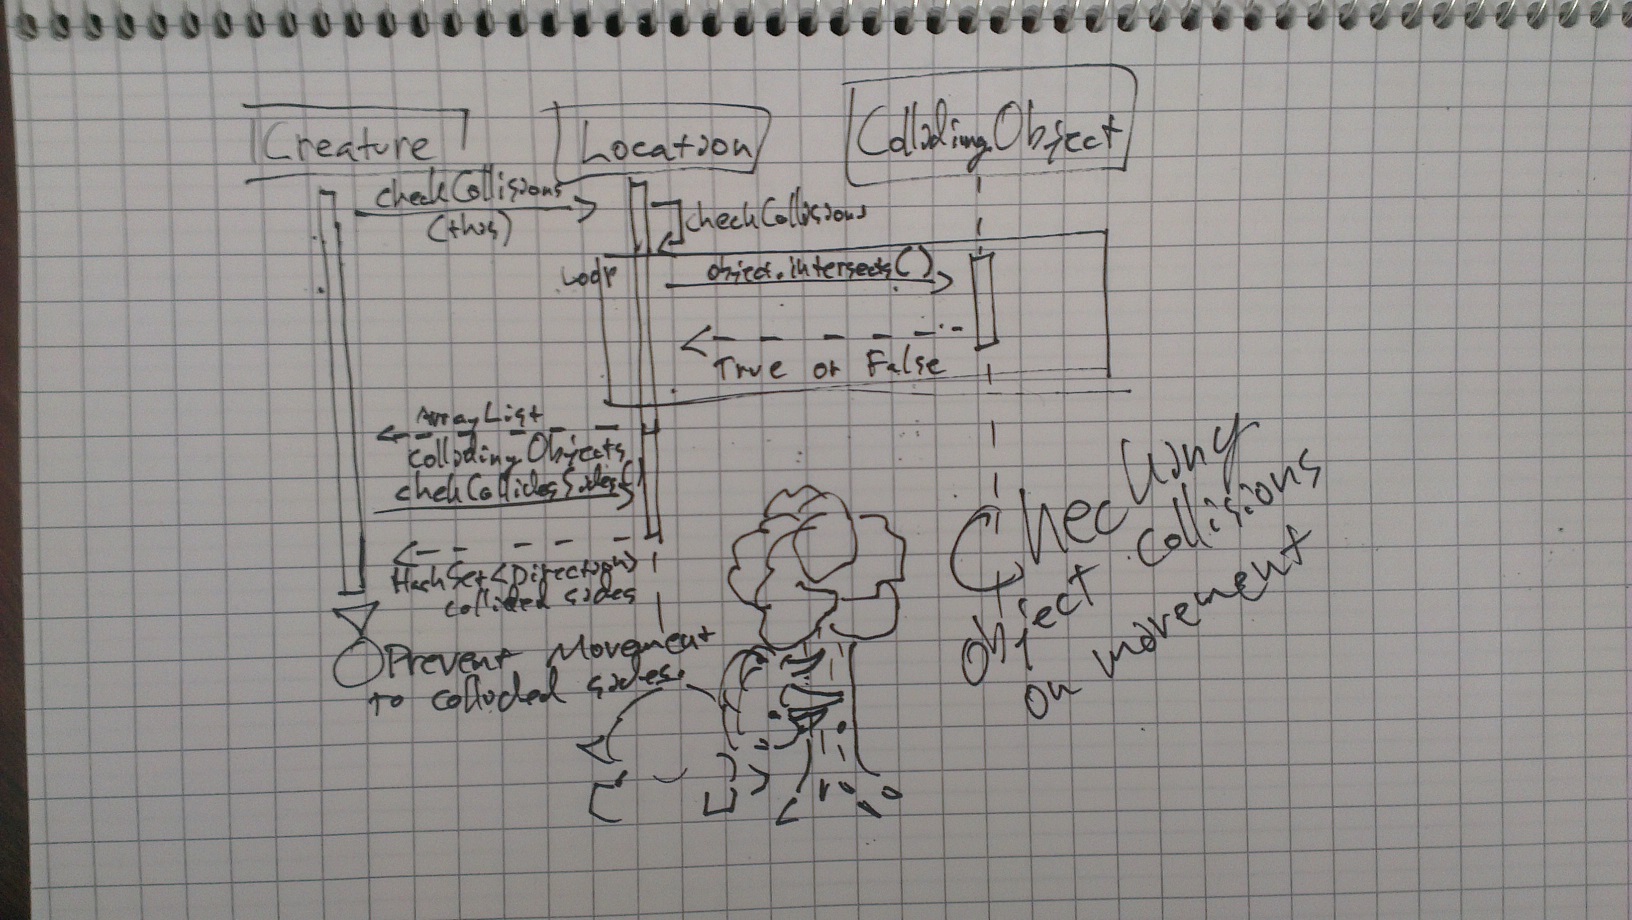 Creature
Location
CollidingObject
checkCollisions
(this)
checkCollisions
Loop
object.intersects()
True or False
ArrayList
CollidingObjects
chekCollidesSides()
HashSet<Direction>
collided sides
Prevent Movement
to collided sides.
Checking
object collisions
on movement